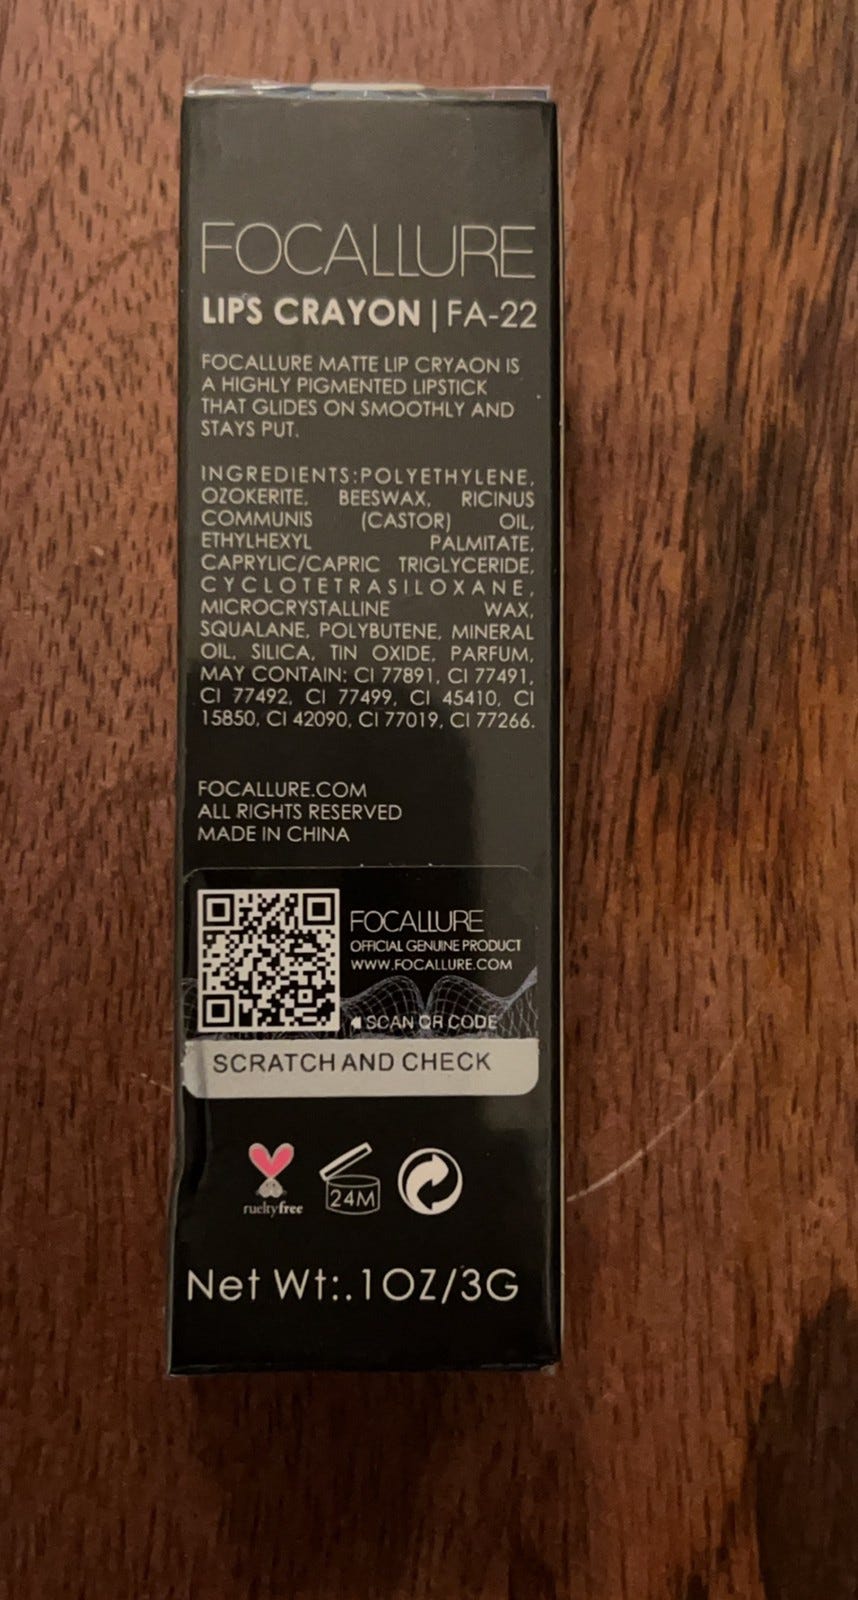 FOCALLURE
LIPS CRAYON | FA-22
FOCALLURE MATTE LIP CRYAON IS
A HIGHLY PIGMENTED LIPSTICK
THAT GLIDES ON SMOOTHLY AND
STAYS PUT.
INGREDIENTS:POLYETHYLENE,
OZOKERITE, BEESWAX, RICINUS
COMMUNIS (CASTOR) OIL,
ETHYLHEXYL PALMITATE,
CAPRYLIC/CAPRIC TRIGLYCERIDE,
CYCLOTETRASILOXANE,
MICROCRYSTALLINE WAX,
SQUALANE, POLYBUTENE, MINERAL
OIL, SILICA, TIN OXIDE, PARFUM,
MAY CONTAIN: CI 77891, CI 77491,
CI 77492, CI 77499, CI 45410, CI
15850, CI 42090, CI 77019, CI 77266.
FOCALLURE.COM
ALL RIGHTS RESERVED
MADE IN CHINA
FOCALLURE
OFFICIAL GENUINE PRODUCT
WWW.FOCALLURE.COM
SCAN QR CODE
SCRATCH AND CHECK
rueltyfree
24M
Net Wt:.1OZ/3G